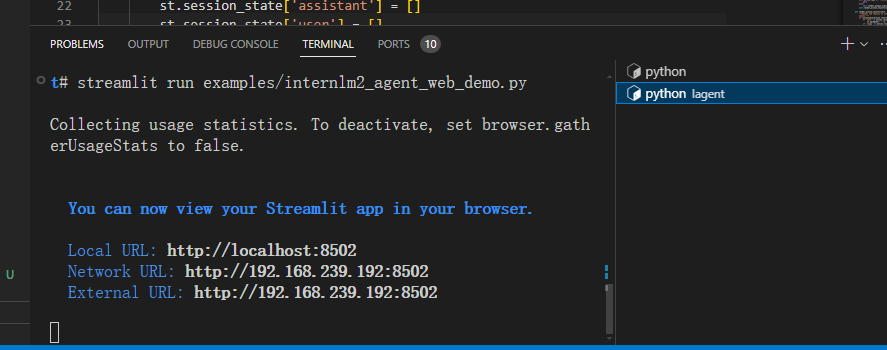 22 st.session_state['assistant'] = []
23 st.session_state['user'] = []
PROBLEMS OUTPUT DEBUG CONSOLE TERMINAL PORTS 10
t# streamlit run examples/internlm2_agent_web_demo.py
Collecting usage statistics. To deactivate, set browser.gath
erUsageStats to false.
You can now view your Streamlit app in your browser.
Local URL: http://localhost:8502
Network URL: http://192.168.239.192:8502
External URL: http://192.168.239.192:8502
python
python lagent
U